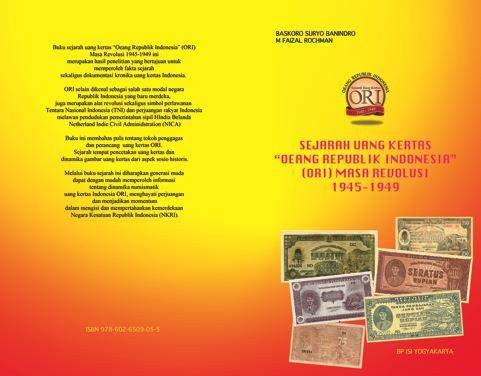 Buku sejarah uang kertas "Oeang Republik Indonesia" (ORI)
Masa Revolusi 1945-1949 ini
merupakan hasil penelitian yang bertujuan untuk
memperoleh fakta sejarah
sekaligus dokumentasi kronika uang kertas Indonesia.
ORI selain dikenal sebagai salah satu modal negara
Republik Indonesia yang baru merdeka,
juga merupakan alat revolusi sekaligus simbol perlawanan
Tentara Nasional Indonesia (TNI) dan perjuangan rakyat Indonesia
melawan pendudukan pemerintahan sipil HIndia Belanda
Netherland Indie Civil Administration (NICA)
Buku ini membahas pula tentang tokoh penggagas
dan perancang uang kertas ORI.
Sejarah tempat pencetakan uang kertas dan
dinamika gambar uang kertas dari aspek sosio historis.
Melalui buku sejarah ini diharapkan generasi muda
dapat dengan mudah memperoleh informasi
tentang dinamika numismatik
uang kertas Indonesia ORI, menghayati perjuangan
dan menjadikan momentum
dalam mengisi dan mempertahankan kemerdekaan
Negara Kesatuan Republik Indonesia (NKRI).
ISBN 978-602-6509-05-5
BASKORO SURYO BANINDRO
M FAIZAL ROCHMAN
OEANG REPUBLIK INDONESIA
Sejarah Uang Kertas
ORI
1945-1949
SEJARAH UANG KERTAS
"OEANG REPUBLIK INDONESIA"
(ORI) MASA REVOLUSI
1945-1949
SERATUS
RUPIAH
BP ISI YOGYAKARTA